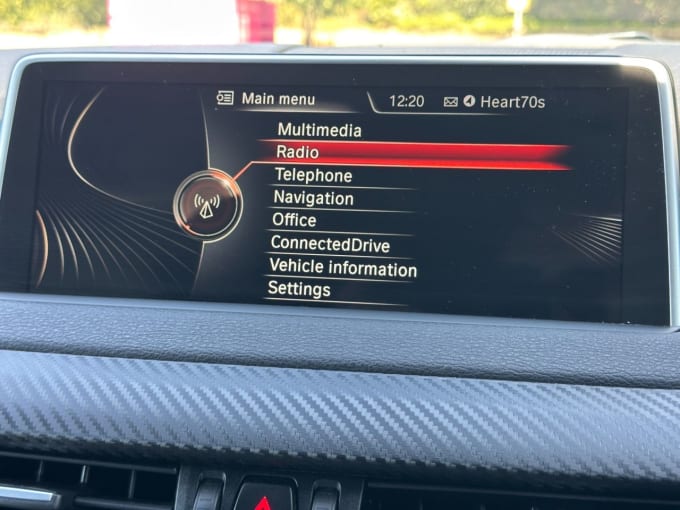 Main menu 12:20 Heart70s
Multimedia
Radio
Telephone
Navigation
Office
ConnectedDrive
Vehicle information
Settings